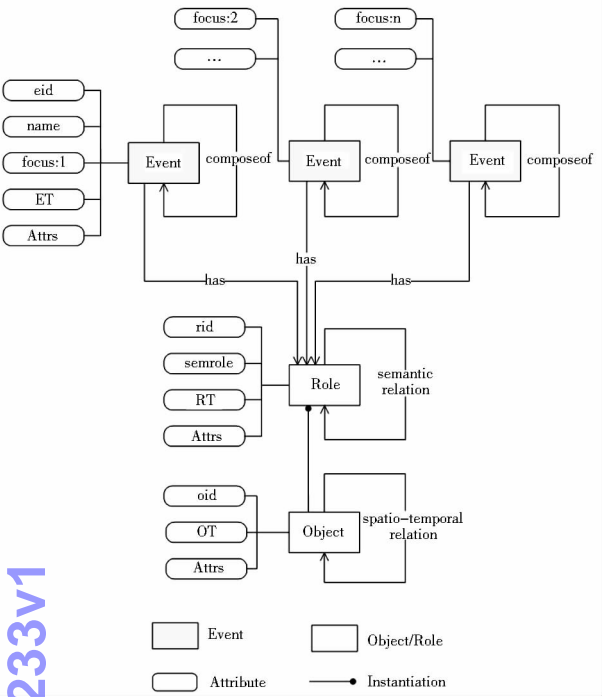 focus:2
focus:n
...
...
eid
name
focus:1
ET
Attrs
Event
composeof
Event
composeof
Event
composeof
has
has
has
rid
semrole
RT
Attrs
Role
semantic
relation
oid
OT
Attrs
Object
spatio-temporal
relation
Event
Object/Role
Attribute
Instantiation
233v1